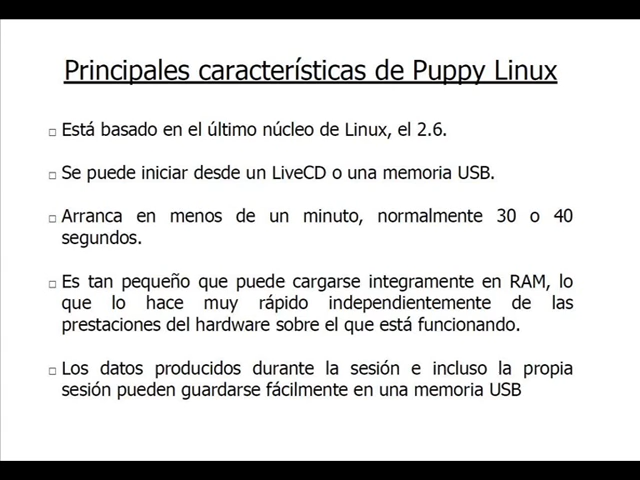 Principales características de Puppy Linux
Está basado en el último núcleo de Linux, el 2.6.
Se puede iniciar desde un LiveCD o una memoria USB.
Arranca en menos de un minuto, normalmente 30 o 40
segundos.
Es tan pequeño que puede cargarse integramente en RAM, lo
que lo hace muy rápido independientemente de las
prestaciones del hardware sobre el que está funcionando.
Los datos producidos durante la sesión e incluso la propia
sesión pueden guardarse fácilmente en una memoria USB